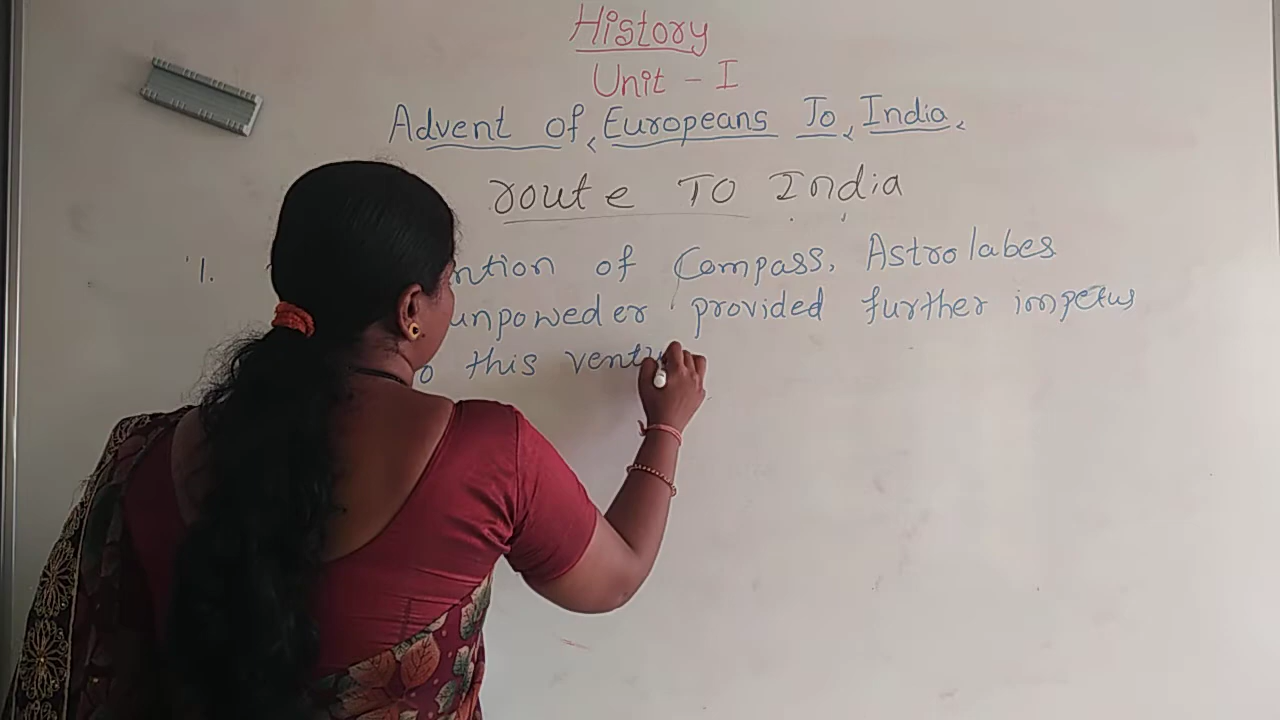 History
Unit - I
Advent of Europeans To India
route To India
1. ntion of Compass, Astrolabes
unpoweder provided further impetus
o this ventu